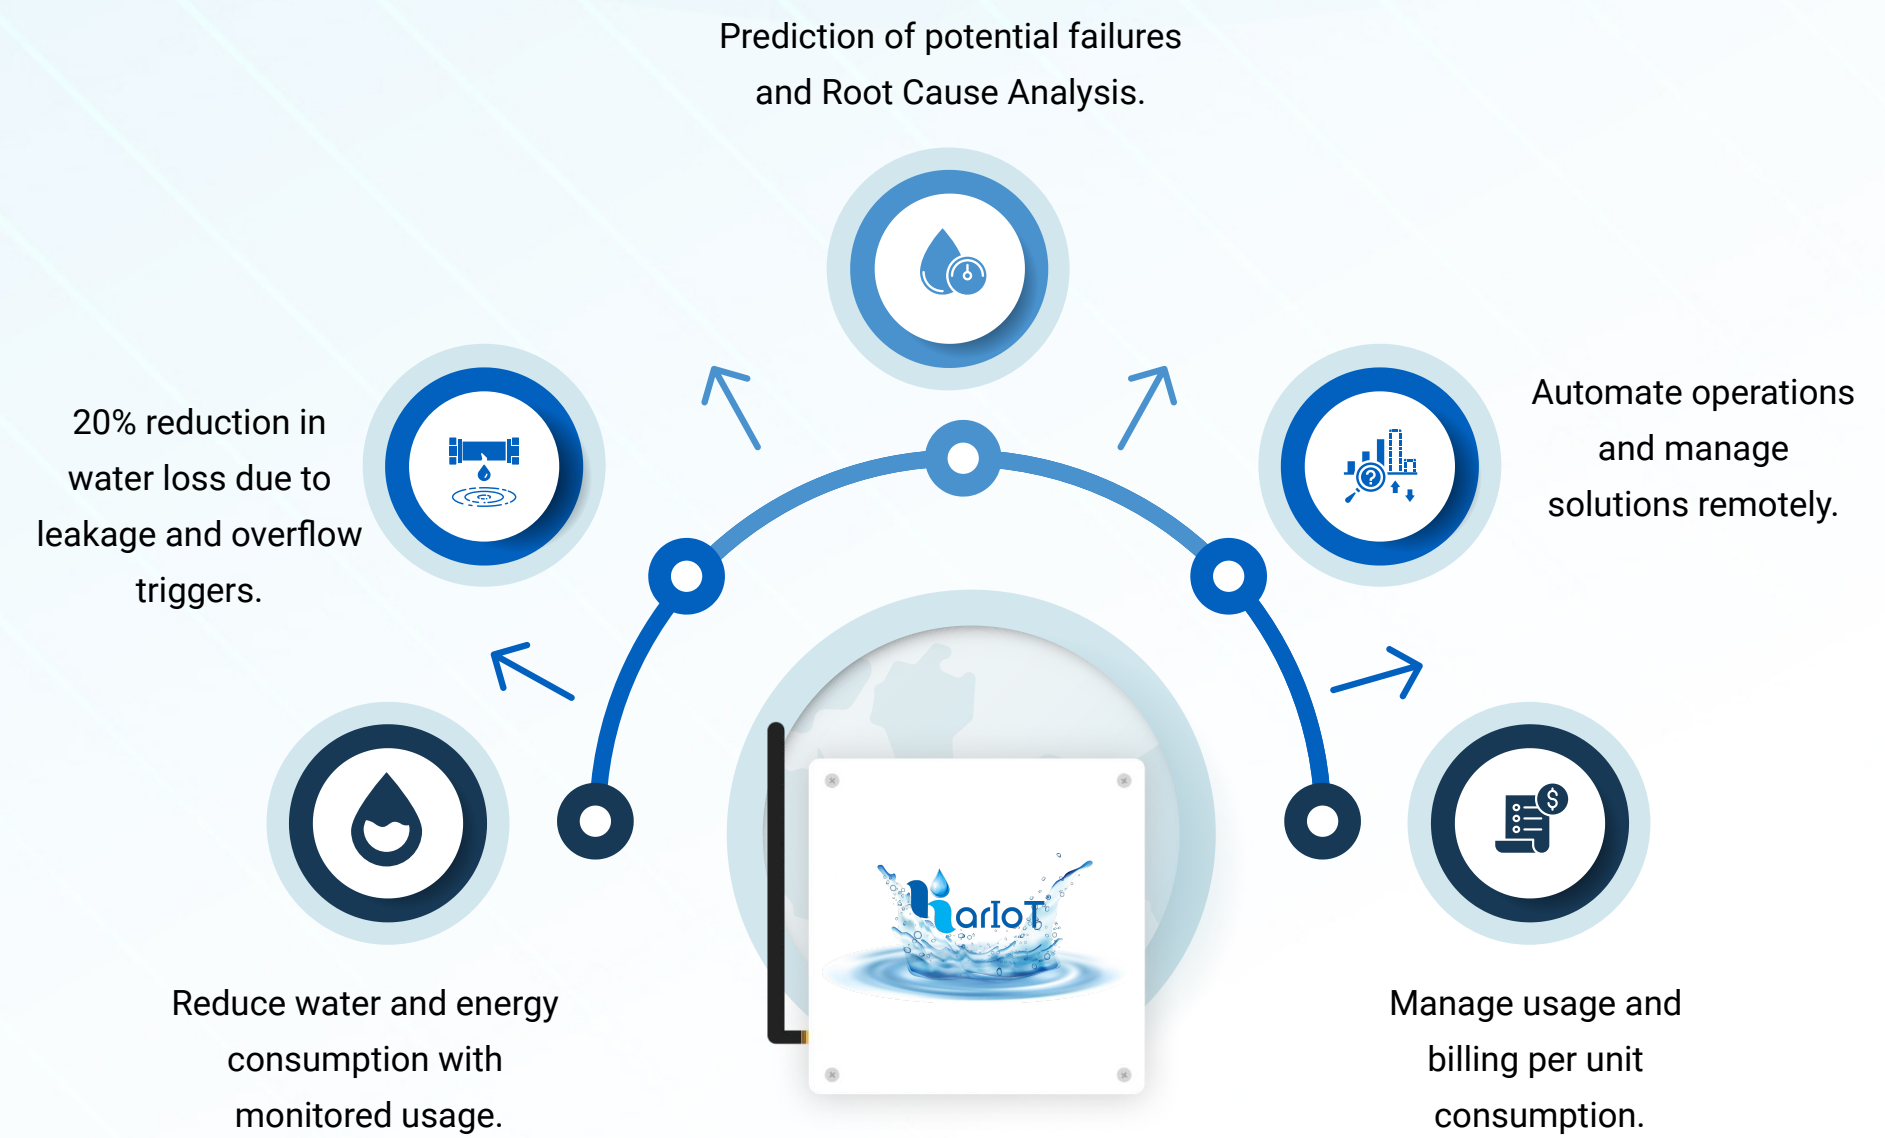 Prediction of potential failures
and Root Cause Analysis.
20% reduction in
water loss due to
leakage and overflow
triggers.
Automate operations
and manage
solutions remotely.
Reduce water and energy
consumption with
monitored usage.
harIoT
Manage usage and
billing per unit
consumption.